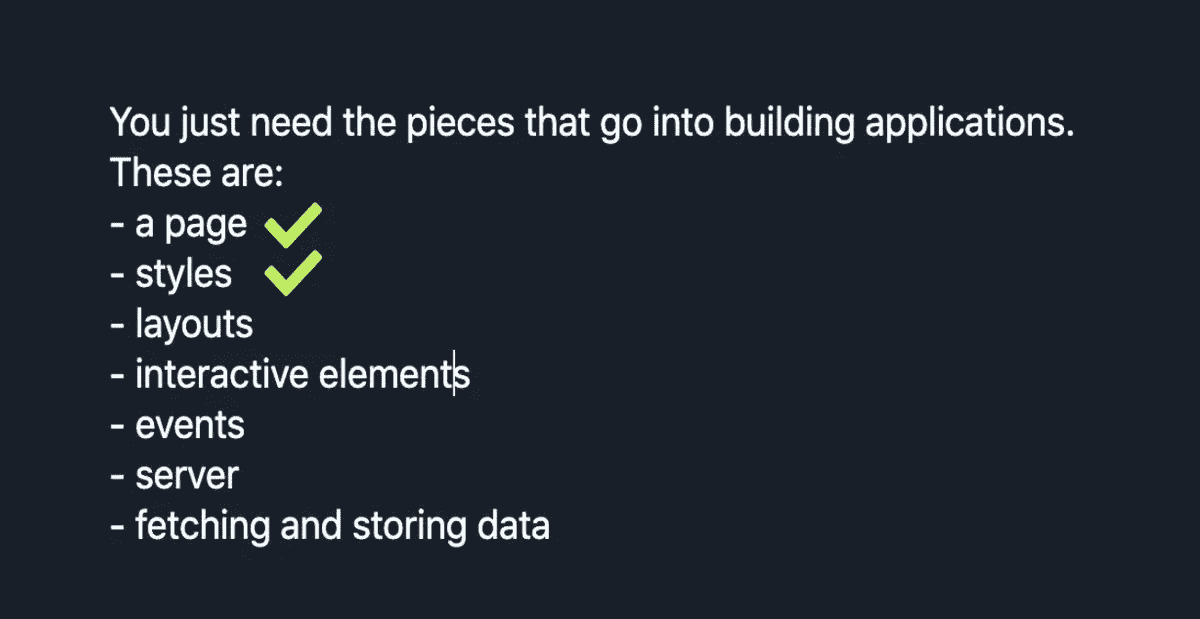 You just need the pieces that go into building applications.
These are:
- a page
- styles
- layouts
- interactive elements
- events
- server
- fetching and storing data